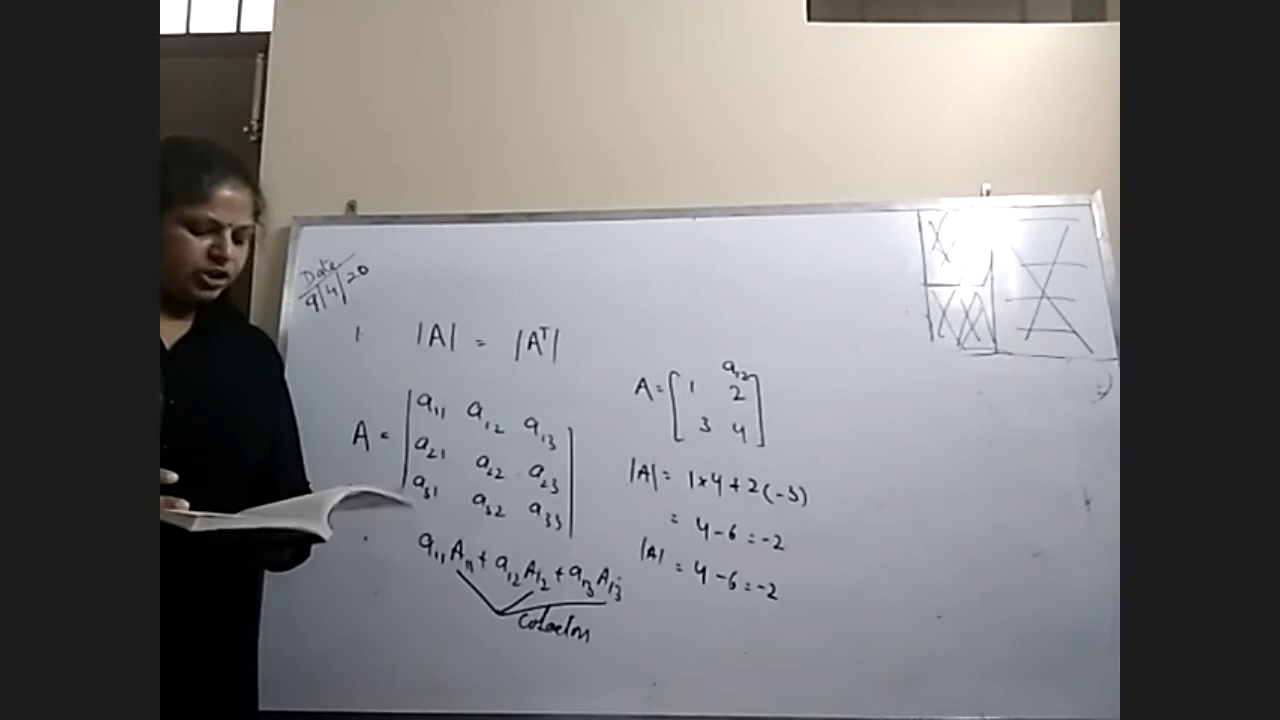 Date
9/4/20
1. |A| = |Aᵀ|
A = | a₁₁ a₁₂ a₁₃ |
| a₂₁ a₂₂ a₂₃ |
| a₃₁ a₃₂ a₃₃ |
a₁₁A₁₁ + a₁₂A₁₂ + a₁₃A₁₃
a₁₂
A = [ 1 2
3 4 ]
|A| = 1×4+2(-3)
= 4-6=-2
|A| = 4-6=-2